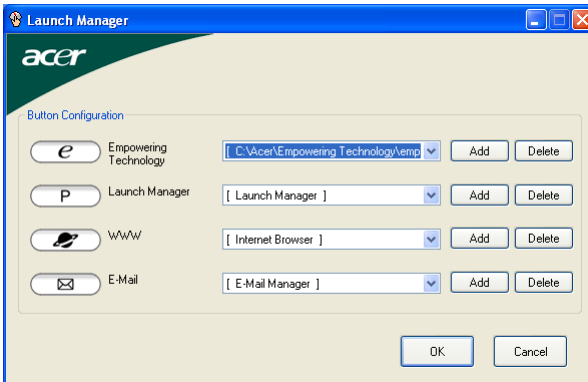 Launch Manager
acer
Button Configuration
e
Empowering
Technology
[ C:\Acer\Empowering Technology\emp
Add
Delete
P
Launch Manager
[ Launch Manager ]
Add
Delete
WWW
[ Internet Browser ]
Add
Delete
E-Mail
[ E-Mail Manager ]
Add
Delete
OK
Cancel